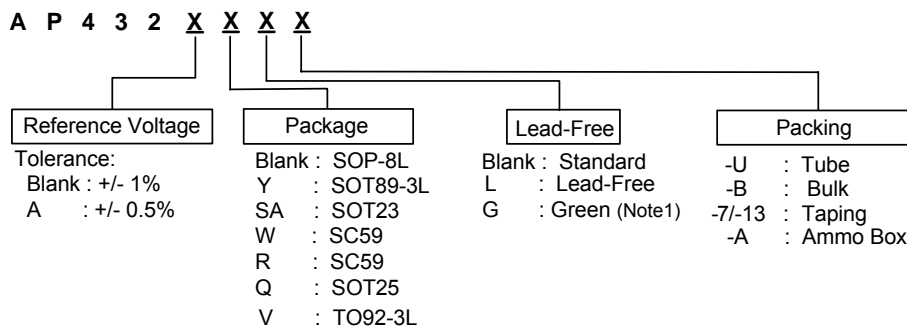 A P 4 3 2 X X X X
Reference Voltage
Tolerance:
Blank : +/- 1%
A : +/- 0.5%
Package
Blank : SOP-8L
Y : SOT89-3L
SA : SOT23
W : SC59
R : SC59
Q : SOT25
V : TO92-3L
Lead-Free
Blank : Standard
L : Lead-Free
G : Green (Note1)
Packing
-U : Tube
-B : Bulk
-7/-13 : Taping
-A : Ammo Box